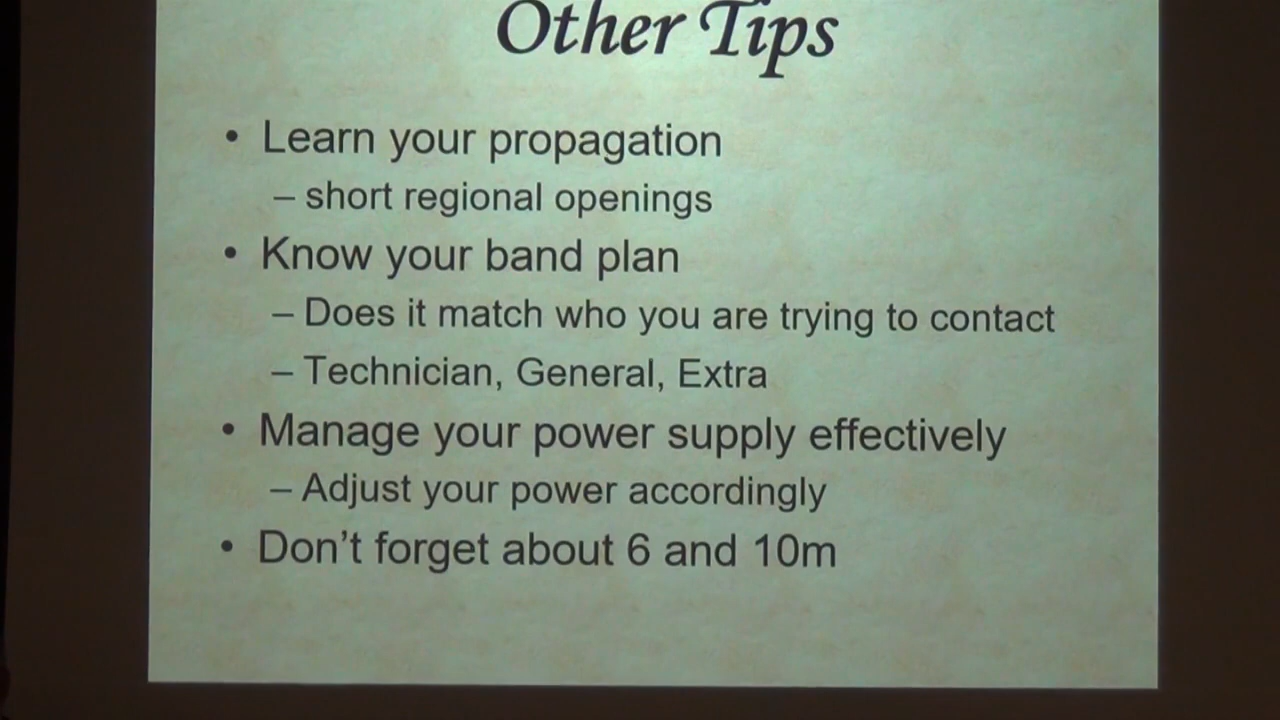 Other Tips
• Learn your propagation
– short regional openings
• Know your band plan
– Does it match who you are trying to contact
– Technician, General, Extra
• Manage your power supply effectively
– Adjust your power accordingly
• Don't forget about 6 and 10m